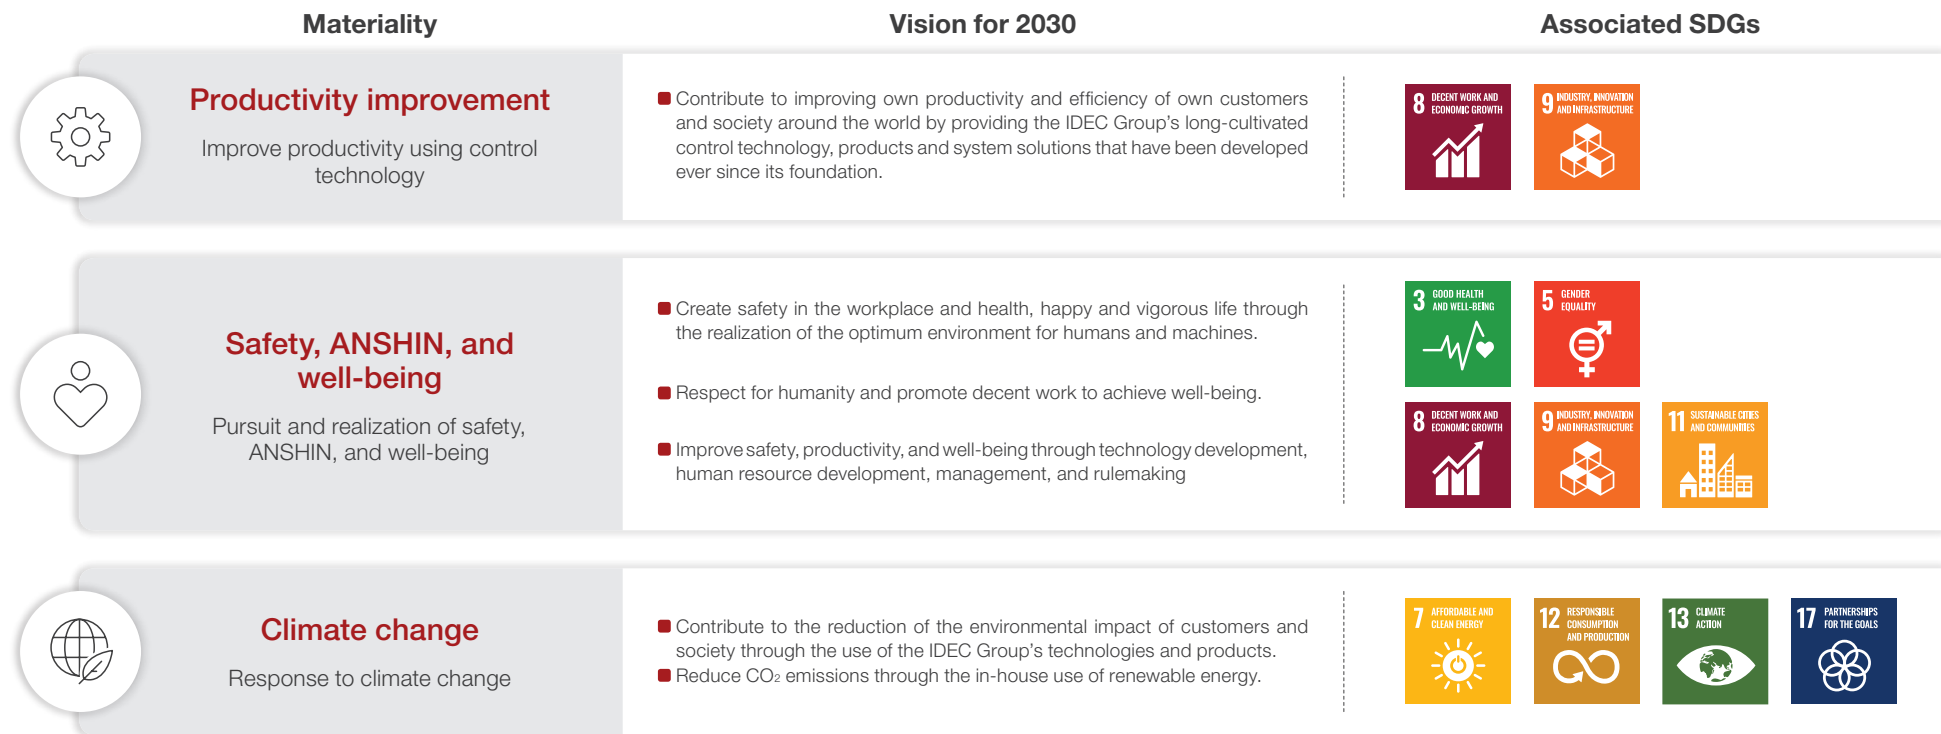 Materiality
Vision for 2030
Associated SDGs
Productivity improvement
Improve productivity using control
technology
Contribute to improving own productivity and efficiency of own customers
and society around the world by providing the IDEC Group's long-cultivated
control technology, products and system solutions that have been developed
ever since its foundation.
8 DECENT WORK AND
ECONOMIC GROWTH
9 INDUSTRY, INNOVATION
AND INFRASTRUCTURE
Safety, ANSHIN, and
well-being
Pursuit and realization of safety,
ANSHIN, and well-being
Create safety in the workplace and health, happy and vigorous life through
the realization of the optimum environment for humans and machines.
Respect for humanity and promote decent work to achieve well-being.
Improve safety, productivity, and well-being through technology development,
human resource development, management, and rulemaking
3 GOOD HEALTH
AND WELL-BEING
5 GENDER
EQUALITY
8 DECENT WORK AND
ECONOMIC GROWTH
9 INDUSTRY, INNOVATION
AND INFRASTRUCTURE
11 SUSTAINABLE CITIES
AND COMMUNITIES
Climate change
Response to climate change
Contribute to the reduction of the environmental impact of customers and
society through the use of the IDEC Group's technologies and products.
Reduce CO₂ emissions through the in-house use of renewable energy.
7 AFFORDABLE AND
CLEAN ENERGY
12 RESPONSIBLE
CONSUMPTION
AND PRODUCTION
13 CLIMATE
ACTION
17 PARTNERSHIPS
FOR THE GOALS